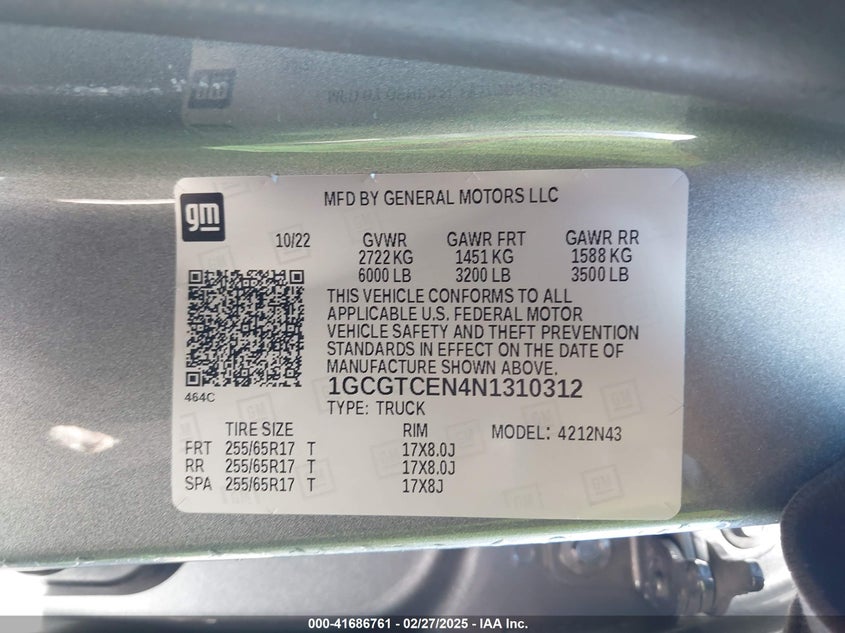 gm
MFD BY GENERAL MOTORS LLC
10/22 GVWR GAWR FRT GAWR RR
2722 KG 1451 KG 1588 KG
6000 LB 3200 LB 3500 LB
THIS VEHICLE CONFORMS TO ALL
APPLICABLE U.S. FEDERAL MOTOR
VEHICLE SAFETY AND THEFT PREVENTION
STANDARDS IN EFFECT ON THE DATE OF
MANUFACTURE SHOWN ABOVE.
464C
1GCGTCEN4N1310312
TYPE: TRUCK
TIRE SIZE RIM MODEL: 4212N43
FRT 255/65R17 T 17X8.0J
RR 255/65R17 T 17X8.0J
SPA 255/65R17 T 17X8J
000-41686761 / 02/27/2025 - IAA Inc.